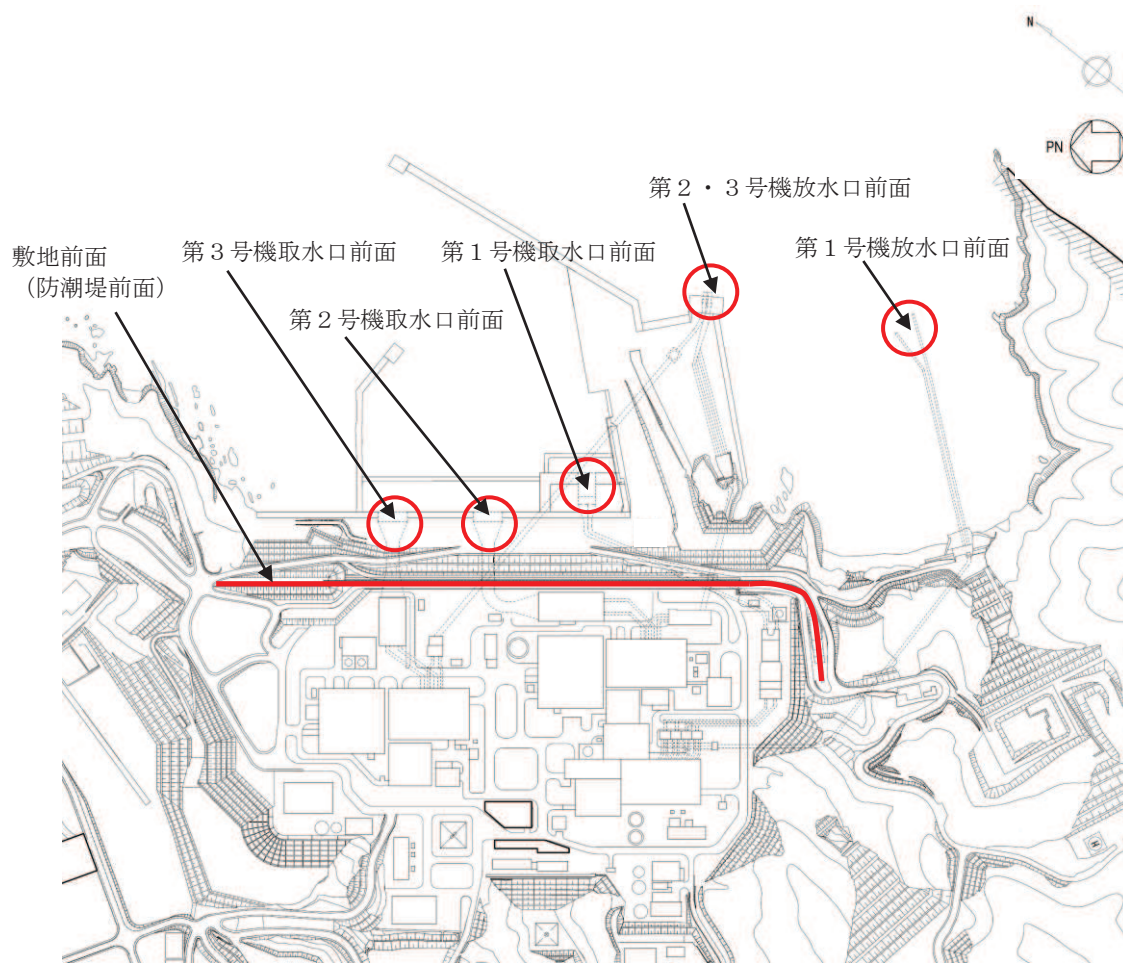 N
PN
第２・３号機放水口前面
敷地前面
（防潮堤前面）
第３号機取水口前面
第１号機取水口前面
第１号機放水口前面
第２号機取水口前面
H